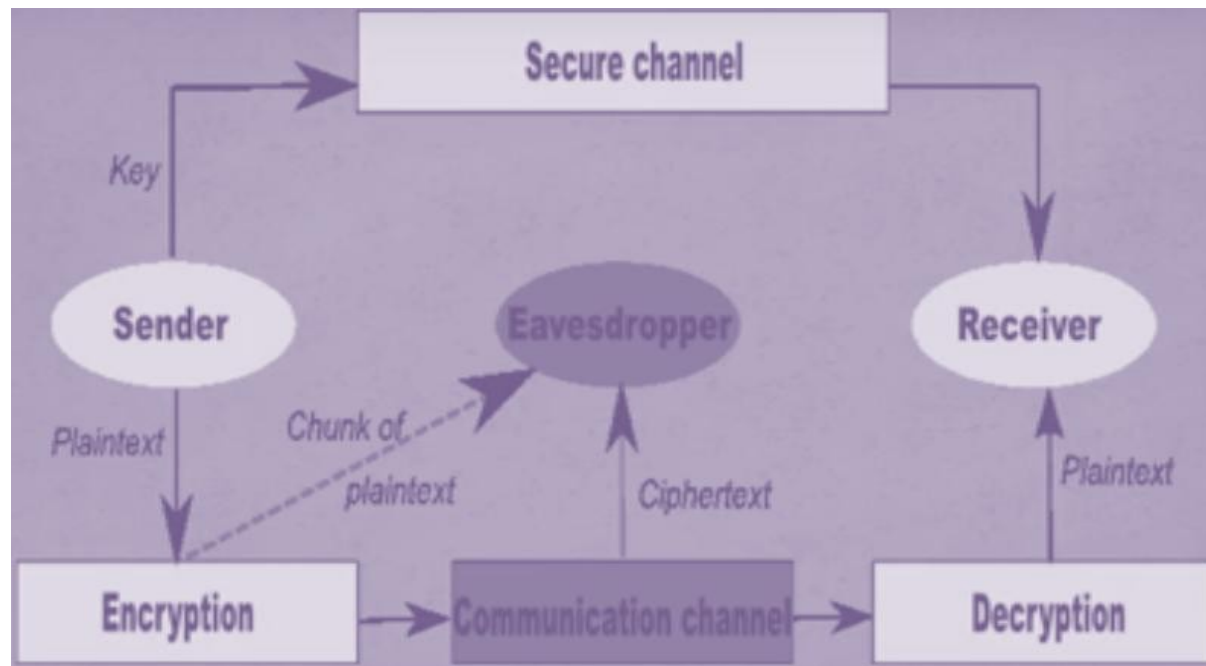 Secure channel
Key
Sender
Eavesdropper
Receiver
Plaintext
Chunk of
plaintext
Ciphertext
Plaintext
Encryption
Communication channel
Decryption